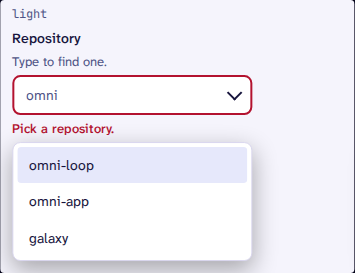 light
Repository
Type to find one.
omni
Pick a repository.
omni-loop
omni-app
galaxy